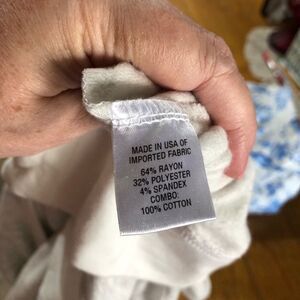 MADE IN USA OF
IMPORTED FABRIC
64% RAYON
32% POLYESTER
4% SPANDEX
COMBO:
100% COTTON